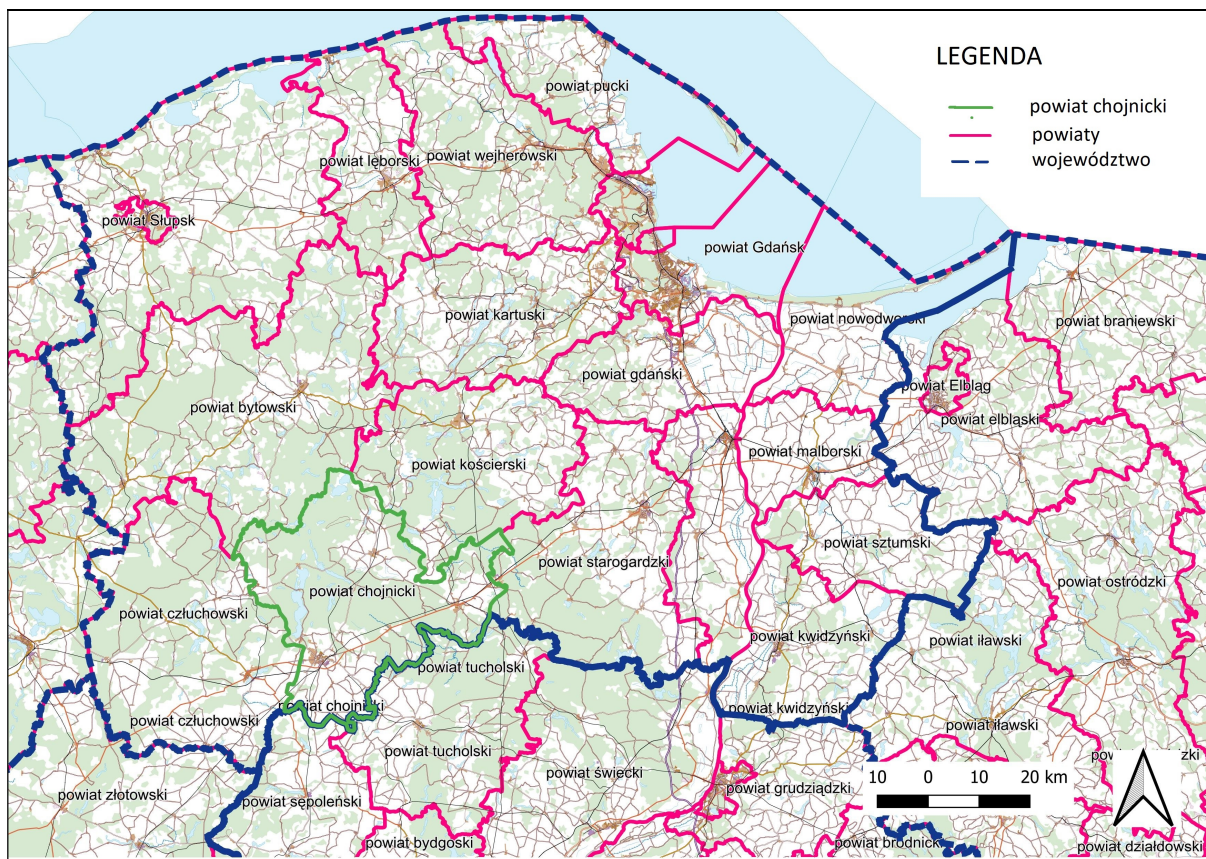 LEGENDA
powiat chojnicki
powiaty
województwo
powiat pucki
powiat lęborski
powiat wejherowski
powiat Słupsk
powiat Gdańsk
powiat kartuski
powiat nowodworski
powiat braniewski
powiat gdański
powiat Elbląg
powiat bytowski
powiat elbląski
powiat kościerski
powiat malborski
powiat sztumski
powiat starogardzki
powiat ostródzki
powiat chojnicki
powiat człuchowski
powiat kwidzyński
powiat iławski
powiat tucholski
powiat chojnicki
powiat kwidzyński
powiat człuchowski
powiat iławski
powiat tucholski
powiat świecki
10 0 10 20 km
powiat złotowski
powiat sępoleński
powiat grudziądzki
powiat bydgoski
powiat brodnicki
powiat działdowski